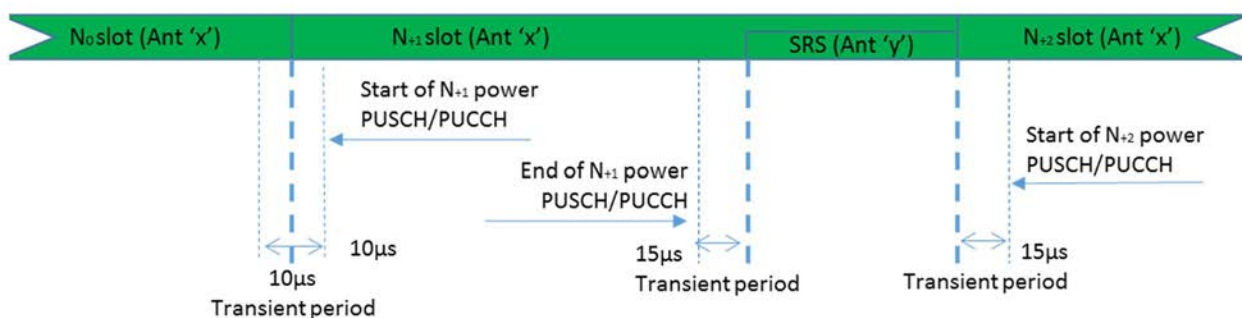 N0 slot (Ant ‘x’)
N+1 slot (Ant ‘x’)
SRS (Ant ‘y’)
N+2 slot (Ant ‘x’)
Start of N+1 power
PUSCH/PUCCH
End of N+1 power
PUSCH/PUCCH
Start of N+2 power
PUSCH/PUCCH
10µs
10µs
Transient period
15µs
Transient period
15µs
Transient period